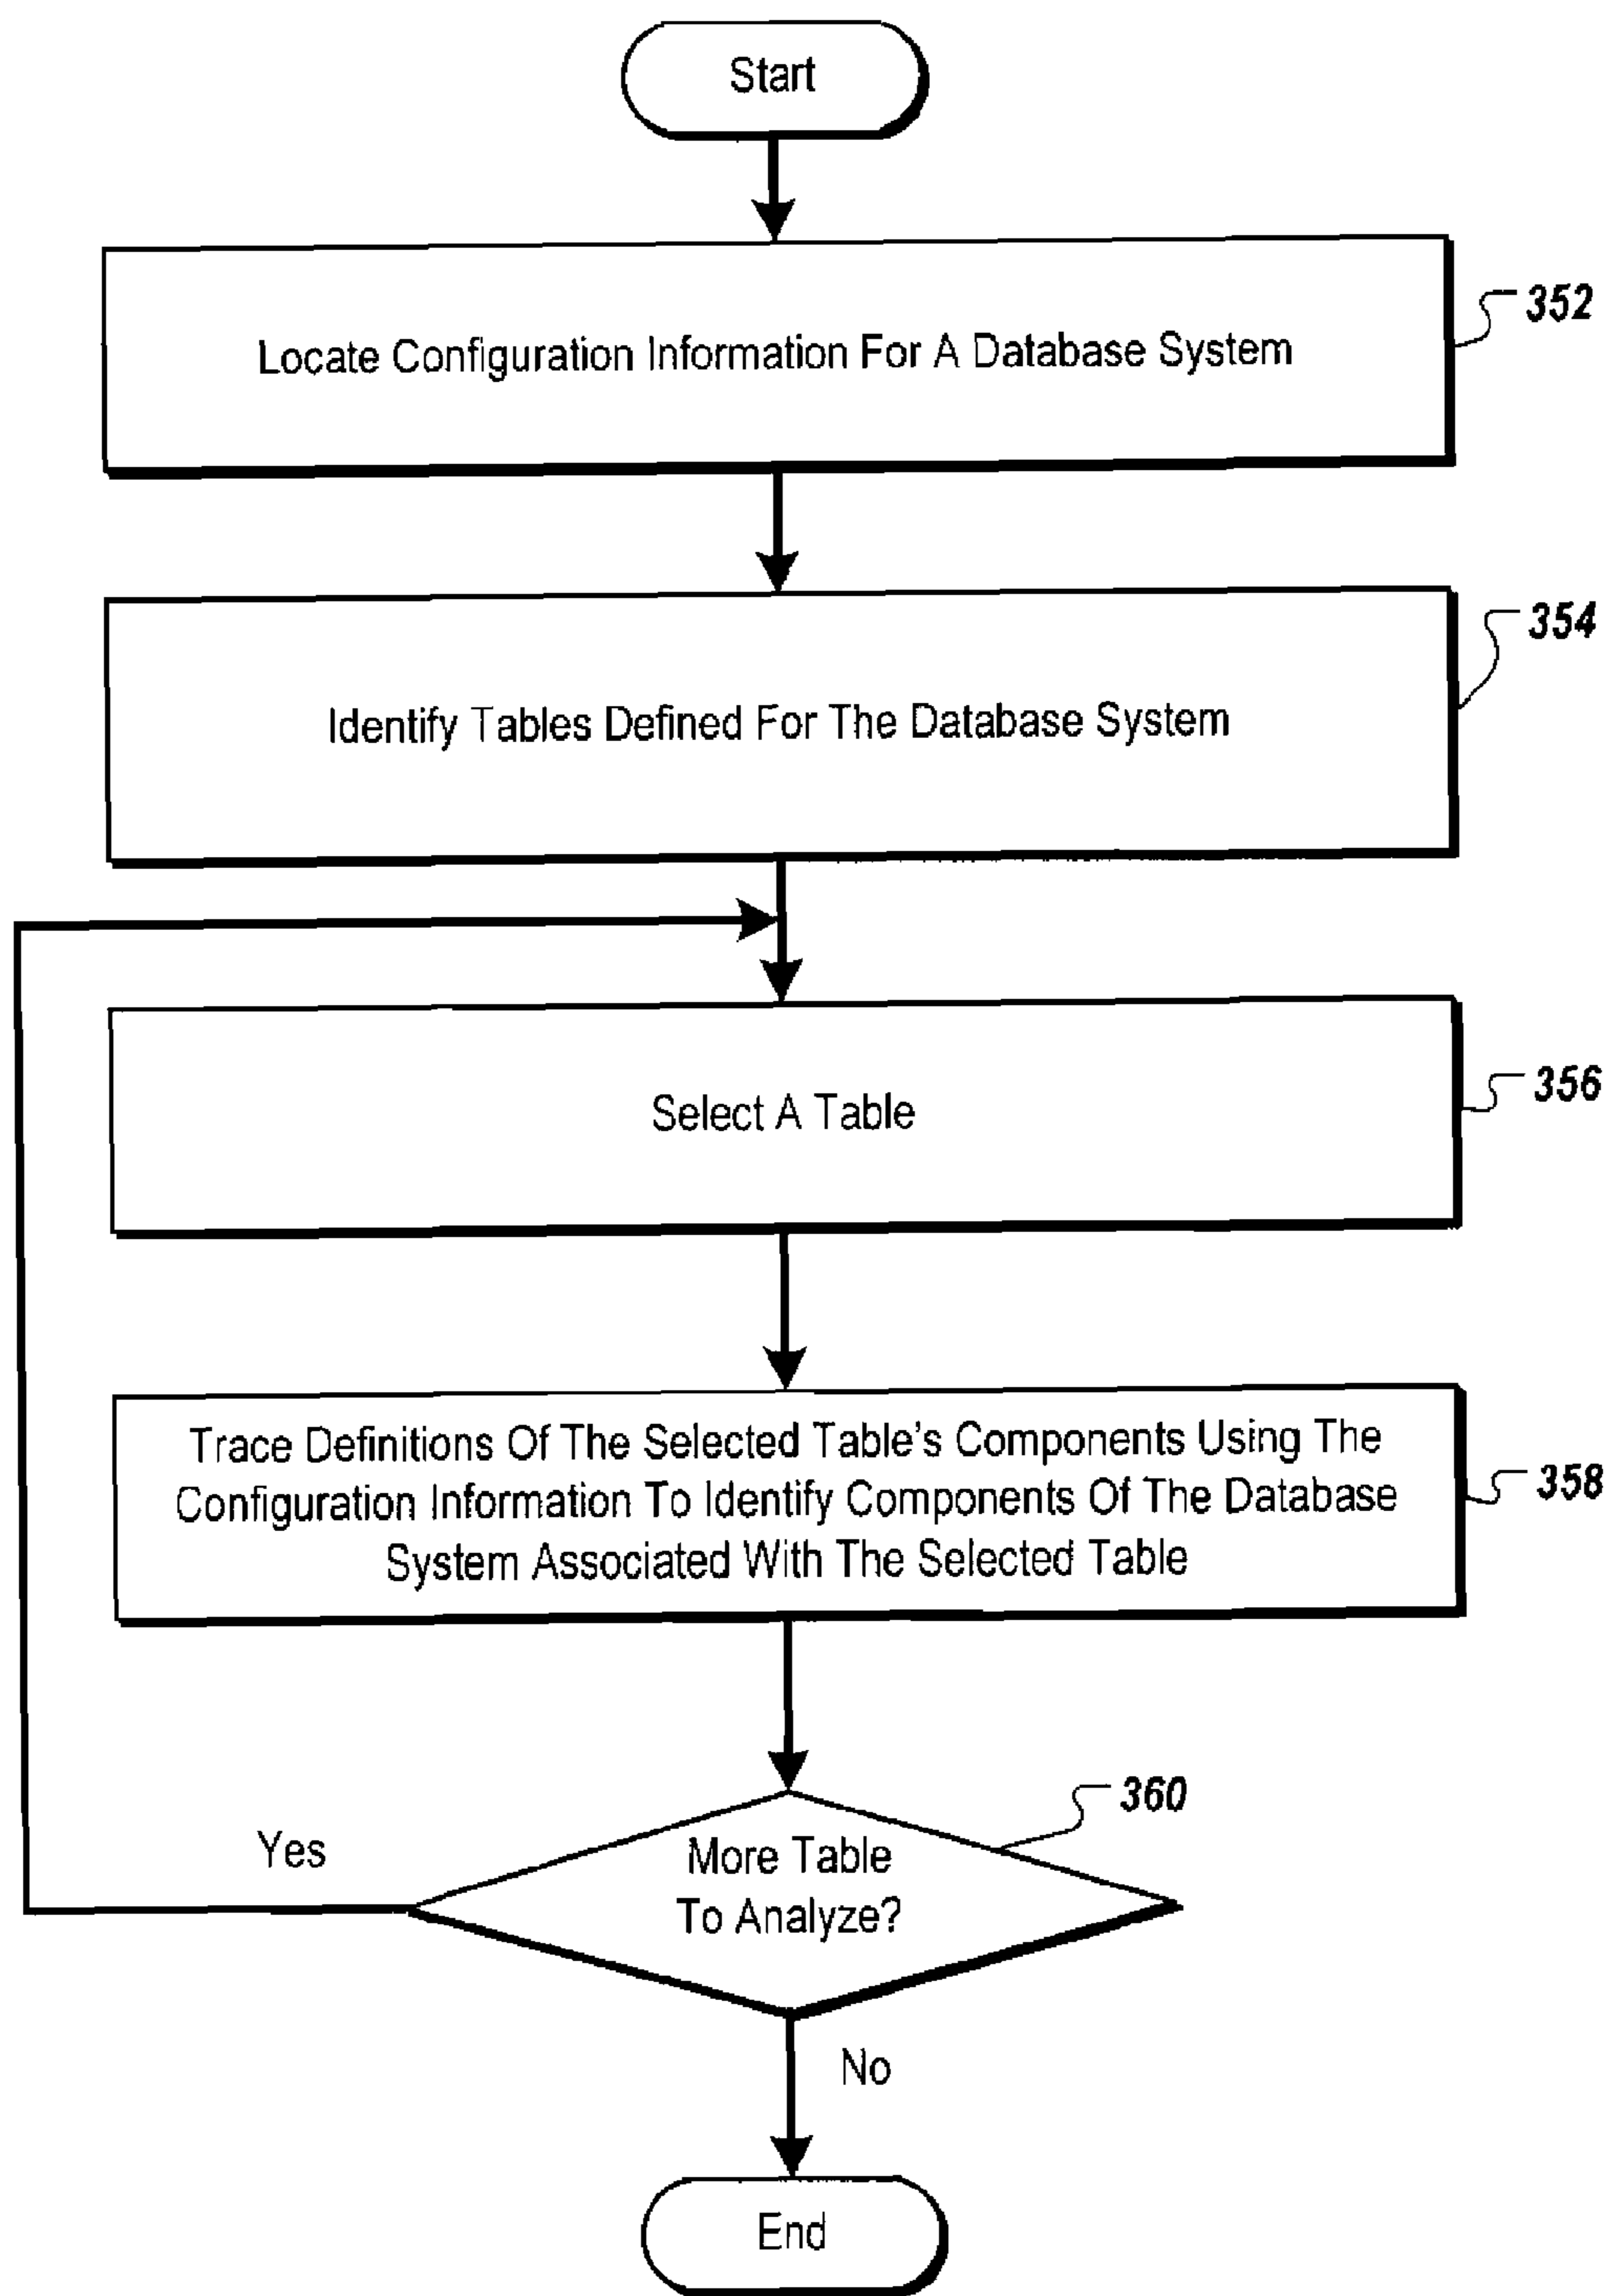 Start
Locate Configuration Information For A Database System
352
Identify Tables Defined For The Database System
354
Select A Table
356
Trace Definitions Of The Selected Table's Components Using The
Configuration Information To Identify Components Of The Database
System Associated With The Selected Table
358
360
More Table
To Analyze?
Yes
No
End